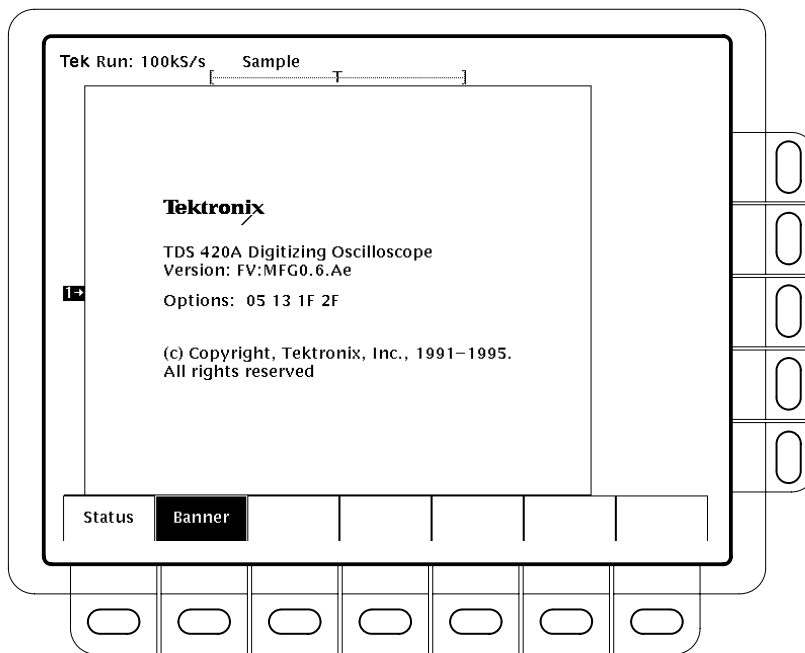 Tek Run: 100kS/s Sample
[ T ]
Tektronix
TDS 420A Digitizing Oscilloscope
Version: FV:MFG0.6.Ae
1→
Options: 05 13 1F 2F
(c) Copyright, Tektronix, Inc., 1991–1995.
All rights reserved
Status Banner